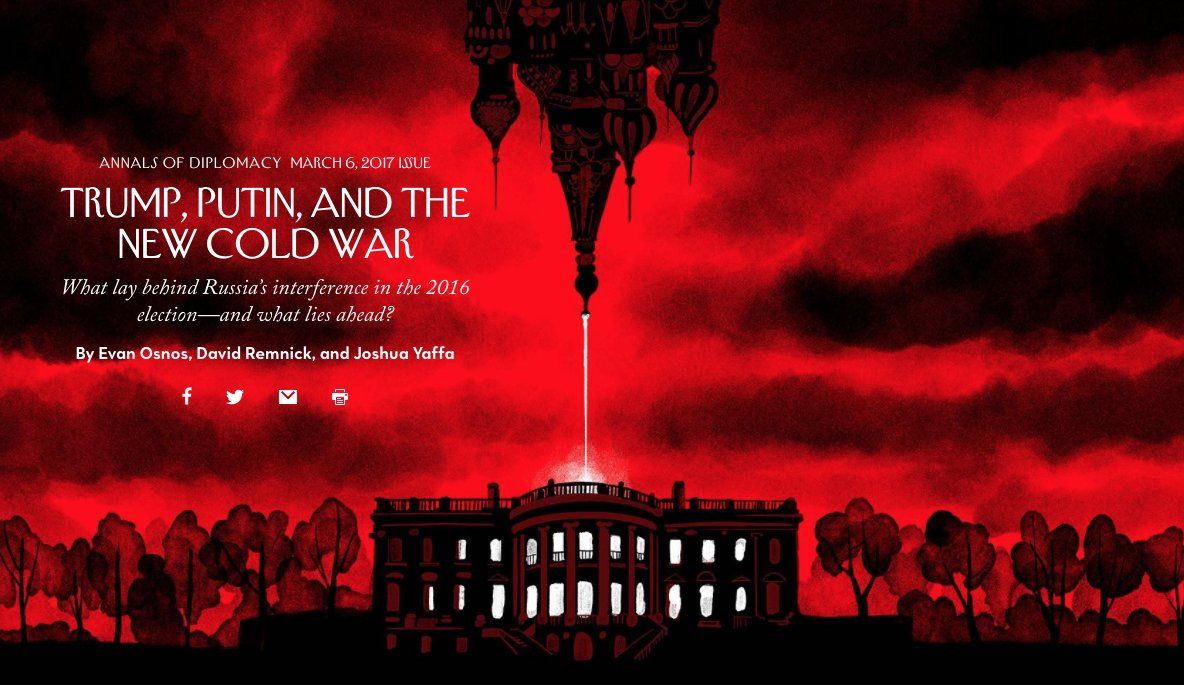 ANNALS OF DIPLOMACY MARCH 6, 2017 ISSUE
TRUMP, PUTIN, AND THE
NEW COLD WAR
What lay behind Russia’s interference in the 2016
election—and what lies ahead?
By Evan Osnos, David Remnick, and Joshua Yaffa